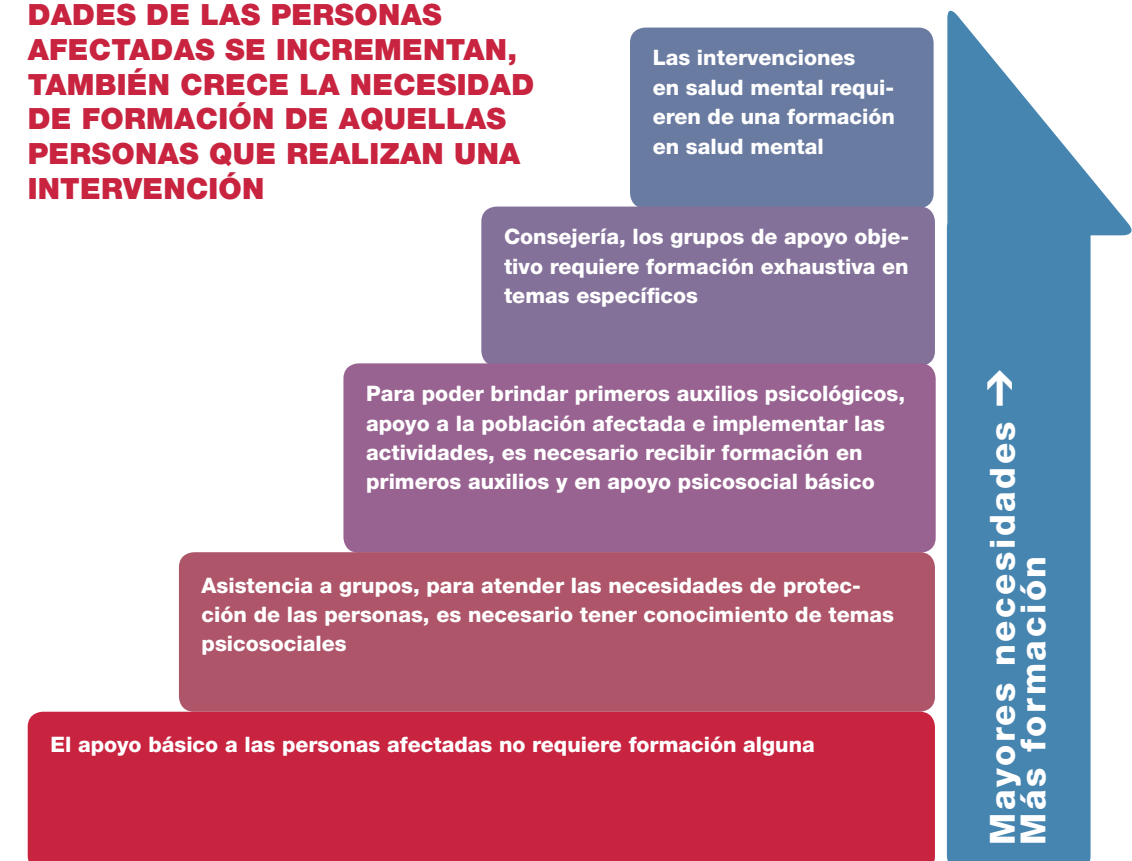 DADES DE LAS PERSONAS
AFECTADAS SE INCREMENTAN,
TAMBIÉN CRECE LA NECESIDAD
DE FORMACIÓN DE AQUELLAS
PERSONAS QUE REALIZAN UNA
INTERVENCIÓN
Las intervenciones
en salud mental requi-
eren de una formación
en salud mental
Consejería, los grupos de apoyo obje-
tivo requiere formación exhaustiva en
temas específicos
Para poder brindar primeros auxilios psicológicos,
apoyo a la población afectada e implementar las
actividades, es necesario recibir formación en
primeros auxilios y en apoyo psicosocial básico
Asistencia a grupos, para atender las necesidades de protec-
ción de las personas, es necesario tener conocimiento de temas
psicosociales
El apoyo básico a las personas afectadas no requiere formación alguna
Mayores necesidades →
Más formación